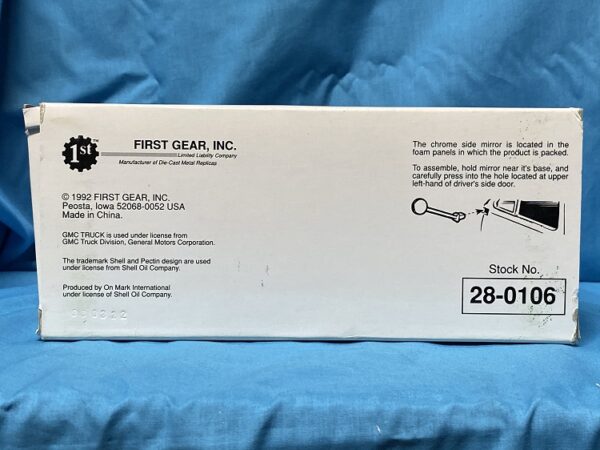 1st
FIRST GEAR, INC.
Limited Liability Company
Manufacturer of Die-Cast Metal Replicas
© 1992 FIRST GEAR, INC.
Peosta, Iowa 52068-0052 USA
Made in China.
GMC TRUCK is used under license from
GMC Truck Division, General Motors Corporation.
The trademark Shell and Pectin design are used
under license from Shell Oil Company.
Produced by On Mark International
under license of Shell Oil Company.
The chrome side mirror is located in the
foam panels in which the product is packed.
To assemble, hold mirror near it's base, and
carefully press into the hole located at upper
left-hand of driver's side door.
Stock No.
28-0106